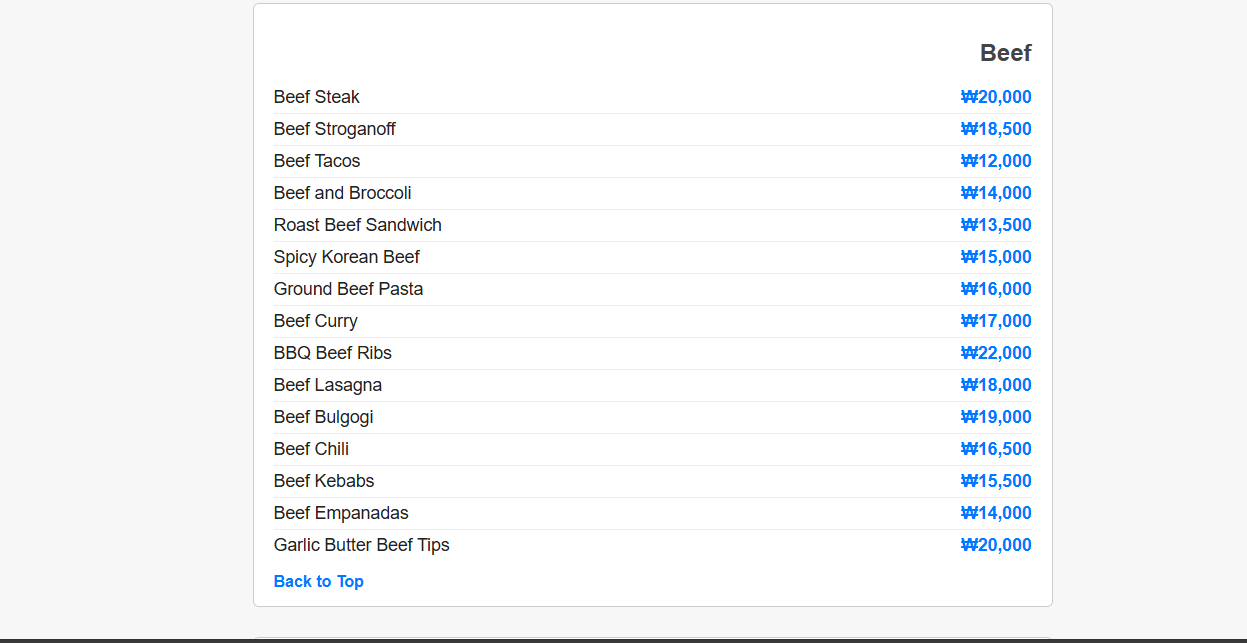 Beef
Beef Steak ₩20,000
Beef Stroganoff ₩18,500
Beef Tacos ₩12,000
Beef and Broccoli ₩14,000
Roast Beef Sandwich ₩13,500
Spicy Korean Beef ₩15,000
Ground Beef Pasta ₩16,000
Beef Curry ₩17,000
BBQ Beef Ribs ₩22,000
Beef Lasagna ₩18,000
Beef Bulgogi ₩19,000
Beef Chili ₩16,500
Beef Kebabs ₩15,500
Beef Empanadas ₩14,000
Garlic Butter Beef Tips ₩20,000
Back to Top